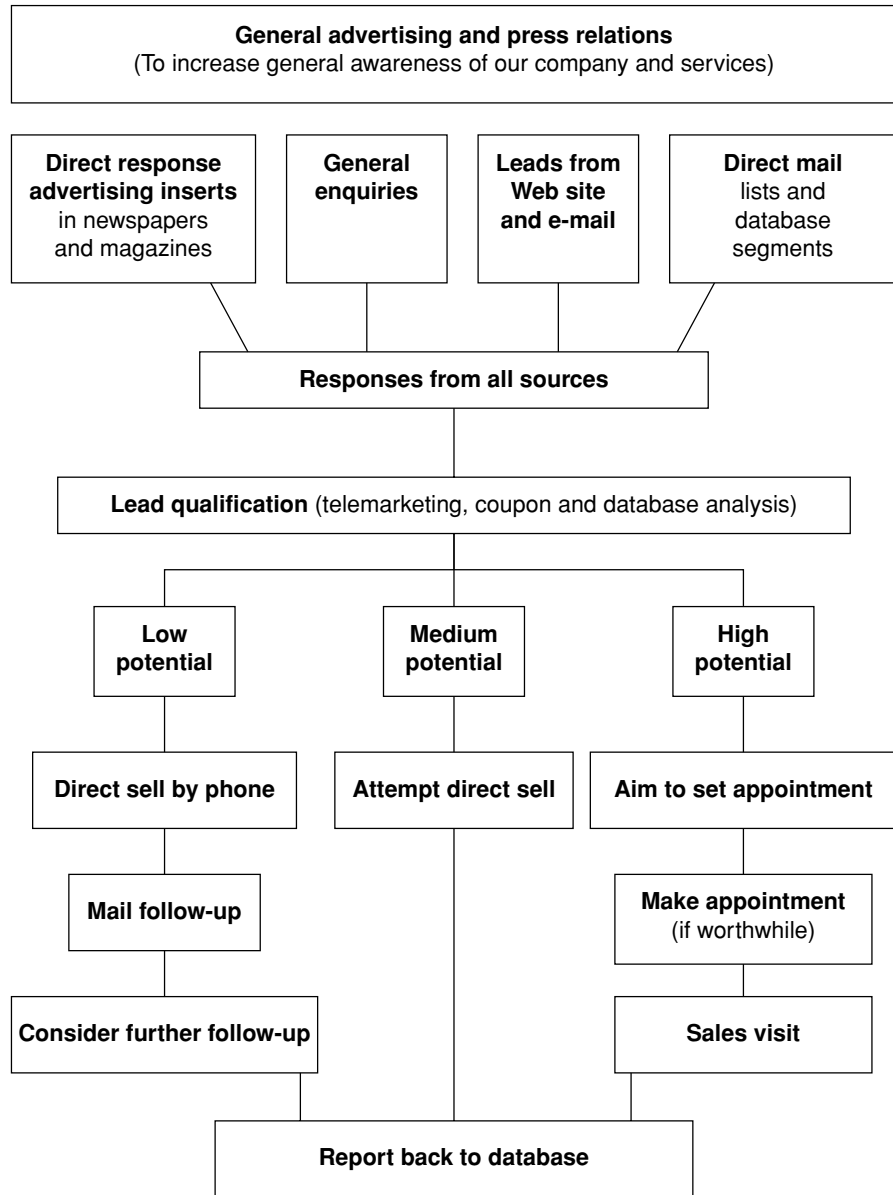 General advertising and press relations
(To increase general awareness of our company and services)
Direct response
advertising inserts
in newspapers
and magazines
General
enquiries
Leads from
Web site
and e-mail
Direct mail
lists and
database
segments
Responses from all sources
Lead qualification (telemarketing, coupon and database analysis)
Low
potential
Medium
potential
High
potential
Direct sell by phone
Attempt direct sell
Aim to set appointment
Mail follow-up
Make appointment
(if worthwhile)
Consider further follow-up
Sales visit
Report back to database